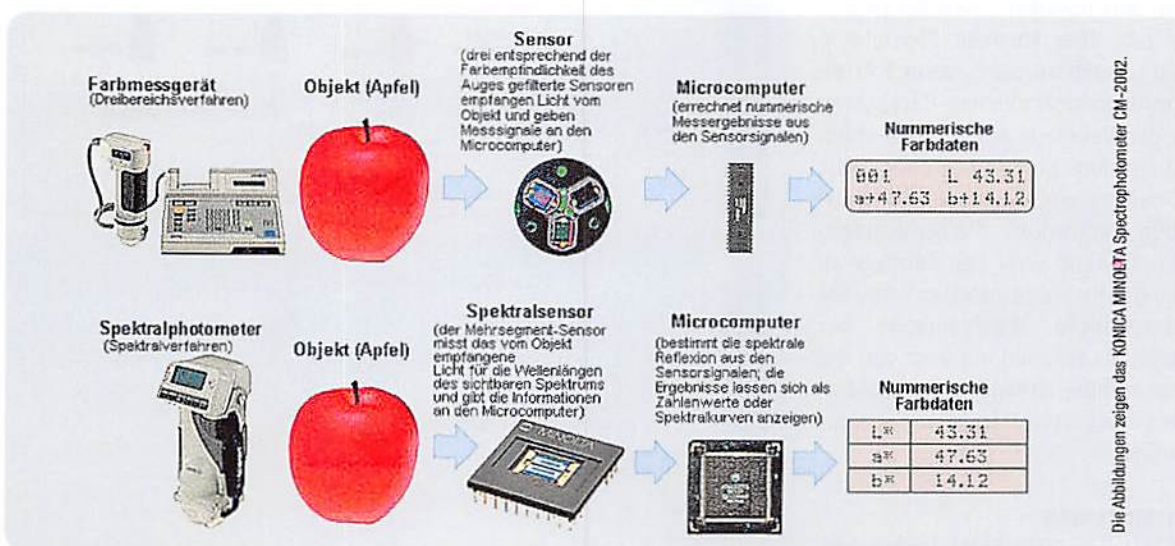 Farbmessgerät
(Dreibereichsverfahren)
Objekt (Apfel)
Sensor
(drei entsprechend der
Farbempfindlichkeit des
Auges gefilterte Sensoren
empfangen Licht vom
Objekt und geben
Messsignale an den
Microcomputer)
Microcomputer
(errechnet nummerische
Messergebnisse aus
den Sensorsignalen)
Nummerische
Farbdaten
001 L 43.31
a+47.63 b+14.12
Spektralphotometer
(Spektralverfahren)
Objekt (Apfel)
Spektralsensor
(der Mehrsegment-Sensor
misst das vom Objekt
empfangene
Licht für die Wellenlängen
des sichtbaren Spektrums
und gibt die Informationen
an den Microcomputer)
MINOLTA
Microcomputer
(bestimmt die spektrale
Reflexion aus den
Sensorsignalen; die
Ergebnisse lassen sich als
Zahlenwerte oder
Spektralkurven anzeigen)
Nummerische
Farbdaten
L* 43.31
a* 47.63
b* 14.12
Die Abbildungen zeigen das KONICA MINOLTA Spectrophotometer CM-2002.